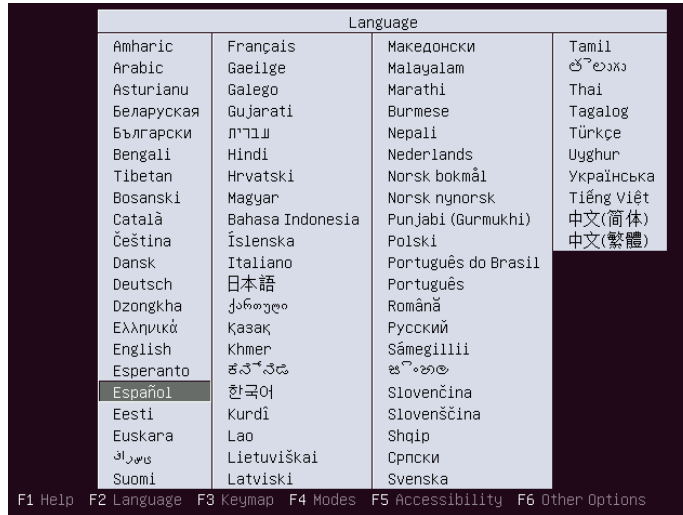 Language
Amharic
Arabic
Asturianu
Беларуская
Български
Bengali
Tibetan
Bosanski
Català
Čeština
Dansk
Deutsch
Dzongkha
Ελληνικά
English
Esperanto
Español
Eesti
Euskara
Suomi
Français
Gaeilge
Galego
Gujarati
עברית
Hindi
Hrvatski
Magyar
Bahasa Indonesia
Íslenska
Italiano
日本語
ქართული
Қазақ
Khmer
한국어
Kurdî
Lao
Lietuviškai
Latviski
Македонски
Malayalam
Marathi
Burmese
Nepali
Nederlands
Norsk bokmål
Norsk nynorsk
Punjabi (Gurmukhi)
Polski
Português do Brasil
Português
Română
Русский
Sámegillii
Slovenčina
Slovenščina
Shqip
Српски
Svenska
Tamil
Thai
Tagalog
Türkçe
Uyghur
Українська
Tiếng Việt
中文(简体)
中文(繁體)
F1 Help F2 Language F3 Keymap F4 Modes F5 Accessibility F6 Other Options